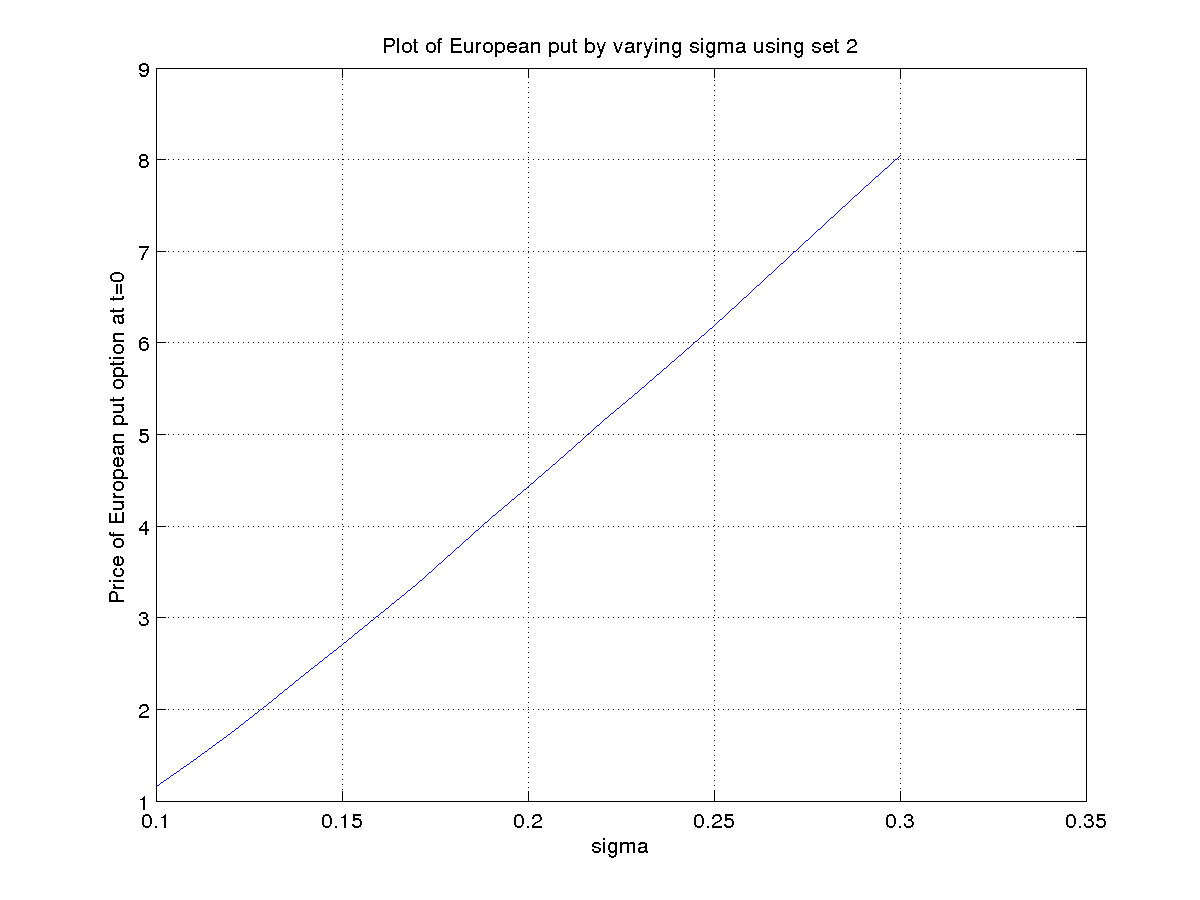 Plot of European put by varying sigma using set 2
9
8
7
6
5
4
3
2
1
Price of European put option at t=0
0.1 0.15 0.2 0.25 0.3 0.35
sigma